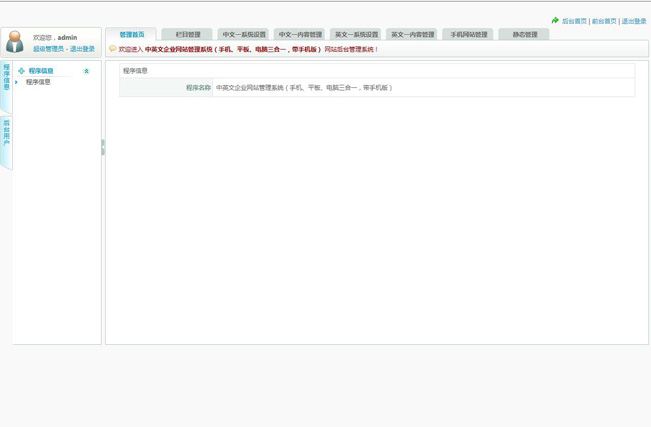 后台首页 | 前台首页 | 退出登录
欢迎您，admin
超级管理员 - 退出登录
管理首页 栏目管理 中文—系统设置 中文—内容管理 英文—系统设置 英文—内容管理 手机网站管理 静态管理
欢迎进入 中英文企业网站管理系统（手机、平板、电脑三合一，带手机版） 网站后台管理系统！
程序信息
后台用户
程序信息
程序信息
程序信息
程序名称 中英文企业网站管理系统（手机、平板、电脑三合一，带手机版）